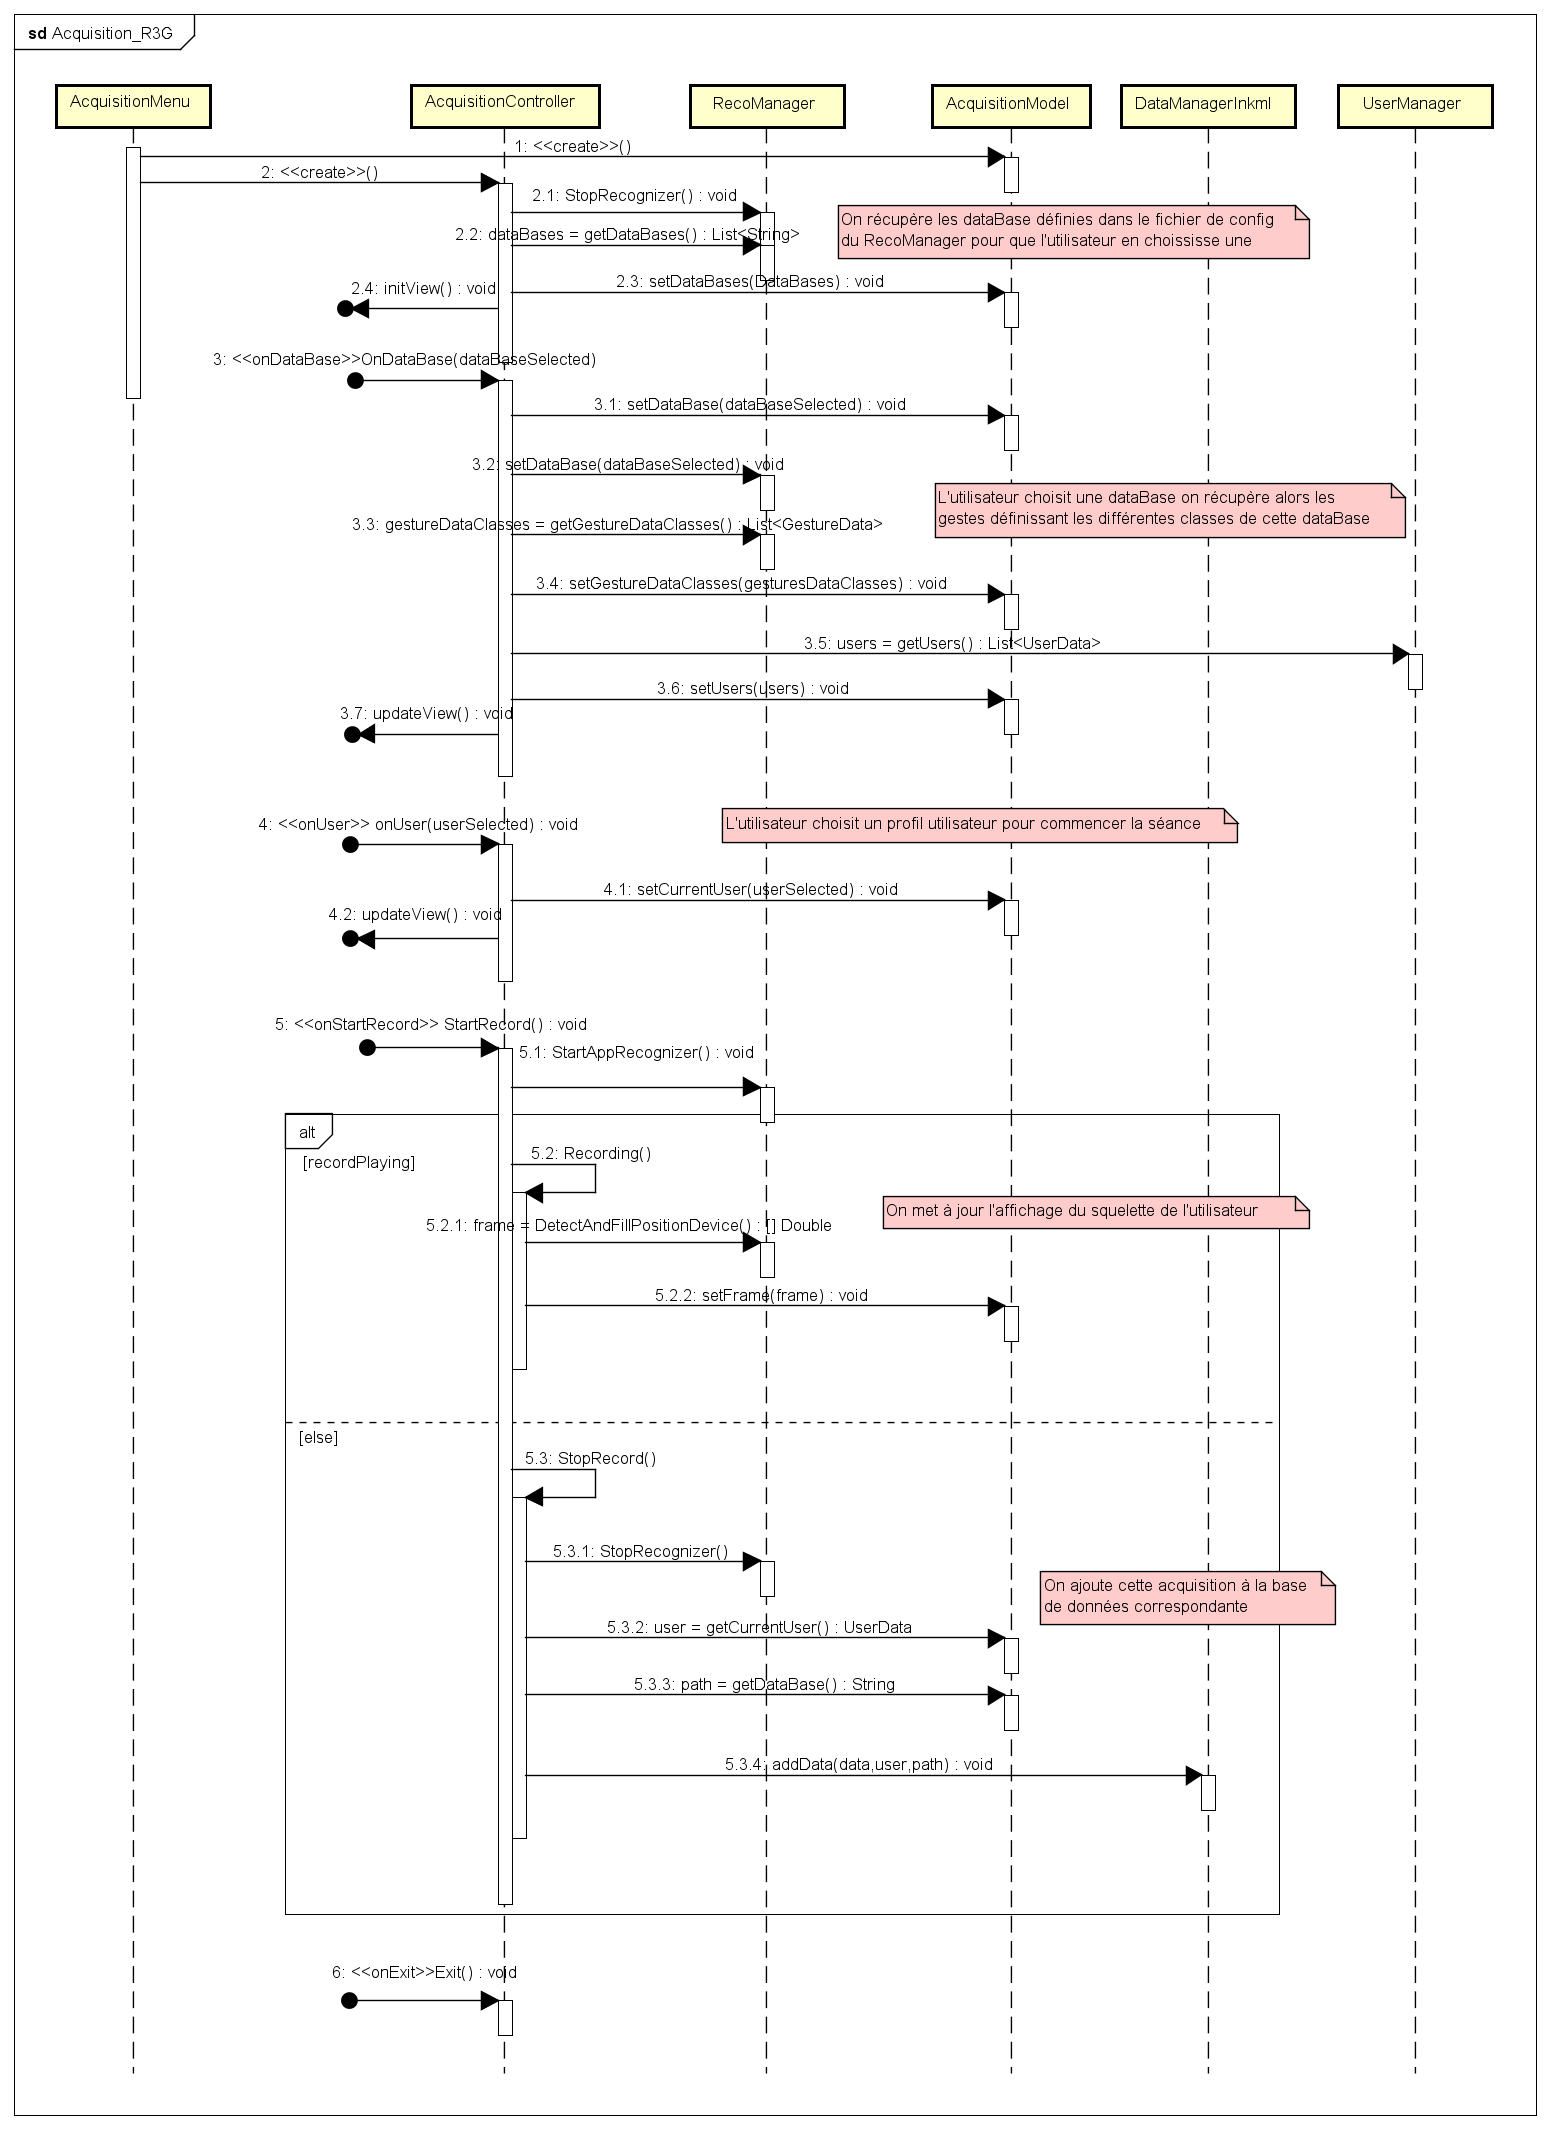 sd Acquisition_R3G
AcquisitionMenu
AcquisitionController
RecoManager
AcquisitionModel
DataManagerInkml
UserManager
1: <<create>>()
2: <<create>>()
2.1: StopRecognizer() : void
On récupère les dataBase définies dans le fichier de config
du RecoManager pour que l'utilisateur en choississe une
2.2: dataBases = getDataBases() : List<String>
2.3: setDataBases(DataBases) : void
2.4: initView() : void
3: <<onDataBase>>OnDataBase(dataBaseSelected)
3.1: setDataBase(dataBaseSelected) : void
3.2: setDataBase(dataBaseSelected) : void
L'utilisateur choisit une dataBase on récupère alors les
gestes définissant les différentes classes de cette dataBase
3.3: gestureDataClasses = getGestureDataClasses() : List<GestureData>
3.4: setGestureDataClasses(gesturesDataClasses) : void
3.5: users = getUsers() : List<UserData>
3.6: setUsers(users) : void
3.7: updateView() : void
4: <<onUser>> onUser(userSelected) : void
L'utilisateur choisit un profil utilisateur pour commencer la séance
4.1: setCurrentUser(userSelected) : void
4.2: updateView() : void
5: <<onStartRecord>> StartRecord() : void
5.1: StartAppRecognizer() : void
alt
[recordPlaying]
5.2: Recording()
On met à jour l'affichage du squelette de l'utilisateur
5.2.1: frame = DetectAndFillPositionDevice() : [] Double
5.2.2: setFrame(frame) : void
[else]
5.3: StopRecord()
5.3.1: StopRecognizer()
On ajoute cette acquisition à la base
de données correspondante
5.3.2: user = getCurrentUser() : UserData
5.3.3: path = getDataBase() : String
5.3.4: addData(data,user,path) : void
6: <<onExit>>Exit() : void